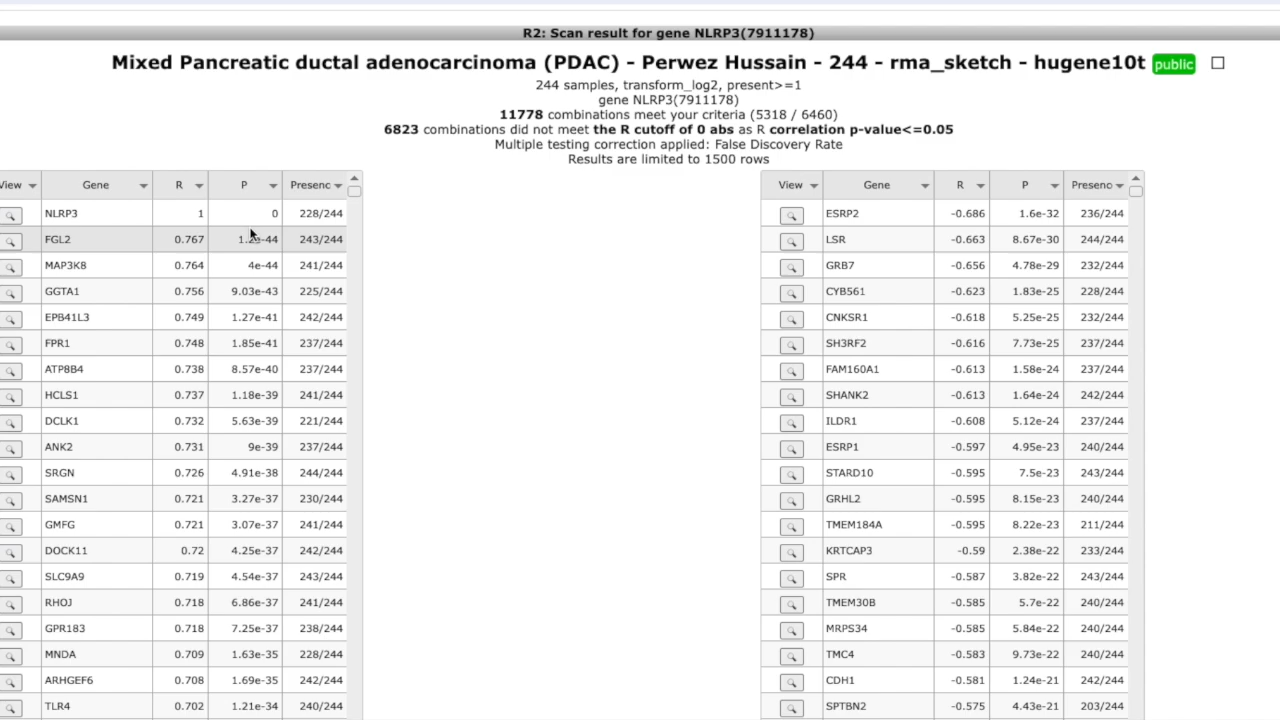 R2: Scan result for gene NLRP3(7911178)
Mixed Pancreatic ductal adenocarcinoma (PDAC) - Perwez Hussain - 244 - rma_sketch - hugene10t public
244 samples, transform_log2, present>=1
gene NLRP3(7911178)
11778 combinations meet your criteria (5318 / 6460)
6823 combinations did not meet the R cutoff of 0 abs as R correlation p-value<=0.05
Multiple testing correction applied: False Discovery Rate
Results are limited to 1500 rows
View Gene R P Presenc
NLRP3 1 0 228/244
FGL2 0.767 243/244
MAP3K8 0.764 4e-44 241/244
GGTA1 0.756 9.03e-43 225/244
EPB41L3 0.749 1.27e-41 242/244
FPR1 0.748 1.85e-41 237/244
ATP8B4 0.738 8.57e-40 237/244
HCLS1 0.737 1.18e-39 241/244
DCLK1 0.732 5.63e-39 221/244
ANK2 0.731 9e-39 237/244
SRGN 0.726 4.91e-38 244/244
SAMSN1 0.721 3.27e-37 230/244
GMFG 0.721 3.07e-37 241/244
DOCK11 0.72 4.25e-37 242/244
SLC9A9 0.719 4.54e-37 243/244
RHOJ 0.718 6.86e-37 241/244
GPR183 0.718 7.25e-37 238/244
MNDA 0.709 1.63e-35 228/244
ARHGEF6 0.708 1.69e-35 242/244
TLR4 0.702 1.21e-34 240/244
View Gene R P Presenc
ESRP2 -0.686 1.6e-32 236/244
LSR -0.663 8.67e-30 244/244
GRB7 -0.656 4.78e-29 232/244
CYB561 -0.623 1.83e-25 228/244
CNKSR1 -0.618 5.25e-25 232/244
SH3RF2 -0.616 7.73e-25 237/244
FAM160A1 -0.613 1.58e-24 237/244
SHANK2 -0.613 1.64e-24 242/244
ILDR1 -0.608 5.12e-24 237/244
ESRP1 -0.597 4.95e-23 240/244
STARD10 -0.595 7.5e-23 243/244
GRHL2 -0.595 8.15e-23 240/244
TMEM184A -0.595 8.22e-23 211/244
KRTCAP3 -0.59 2.38e-22 233/244
SPR -0.587 3.82e-22 243/244
TMEM30B -0.585 5.7e-22 240/244
MRPS34 -0.585 5.84e-22 240/244
TMC4 -0.583 9.73e-22 240/244
CDH1 -0.581 1.24e-21 242/244
SPTBN2 -0.575 4.43e-21 203/244